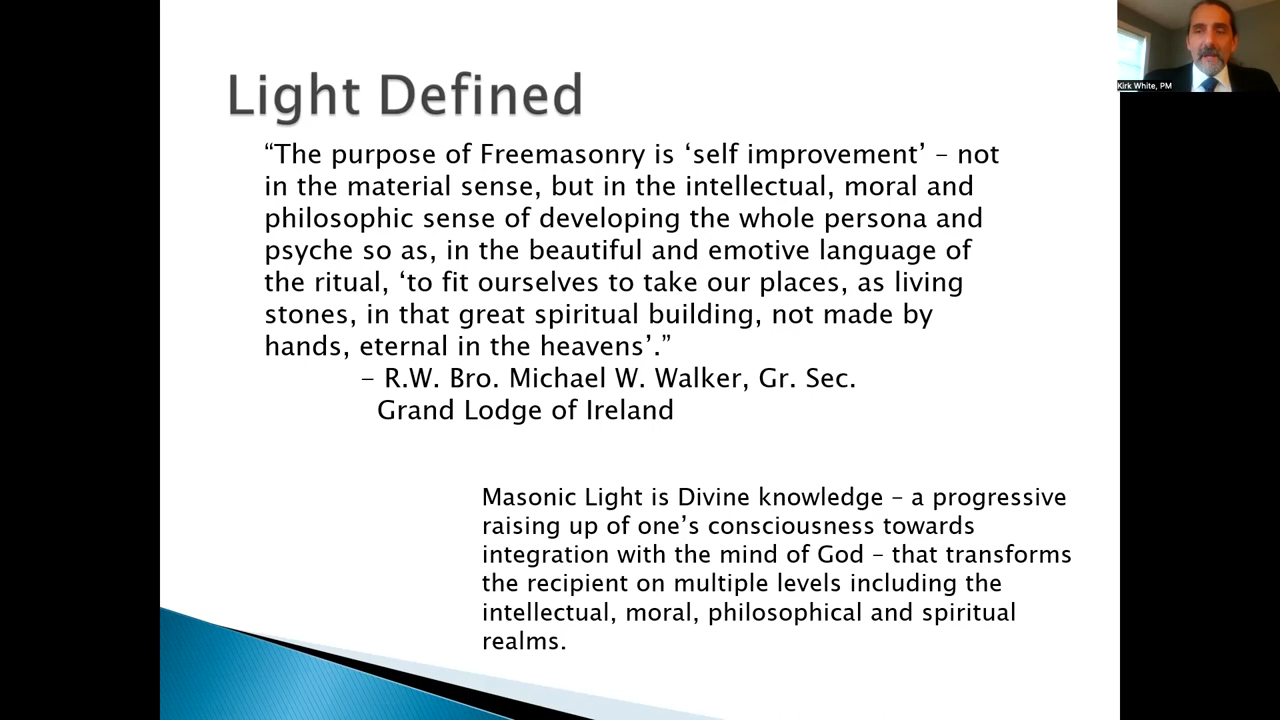 Light Defined
“The purpose of Freemasonry is ‘self improvement’ – not
in the material sense, but in the intellectual, moral and
philosophic sense of developing the whole persona and
psyche so as, in the beautiful and emotive language of
the ritual, ‘to fit ourselves to take our places, as living
stones, in that great spiritual building, not made by
hands, eternal in the heavens’.”
– R.W. Bro. Michael W. Walker, Gr. Sec.
Grand Lodge of Ireland
Masonic Light is Divine knowledge – a progressive
raising up of one’s consciousness towards
integration with the mind of God – that transforms
the recipient on multiple levels including the
intellectual, moral, philosophical and spiritual
realms.
Kirk White, PM